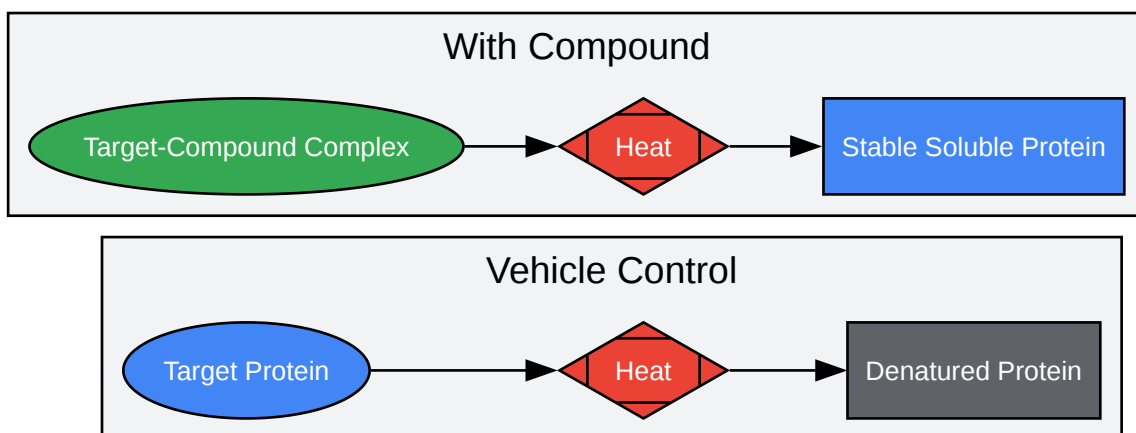 With Compound
Target-Compound Complex
Heat
Stable Soluble Protein
Vehicle Control
Target Protein
Heat
Denatured Protein